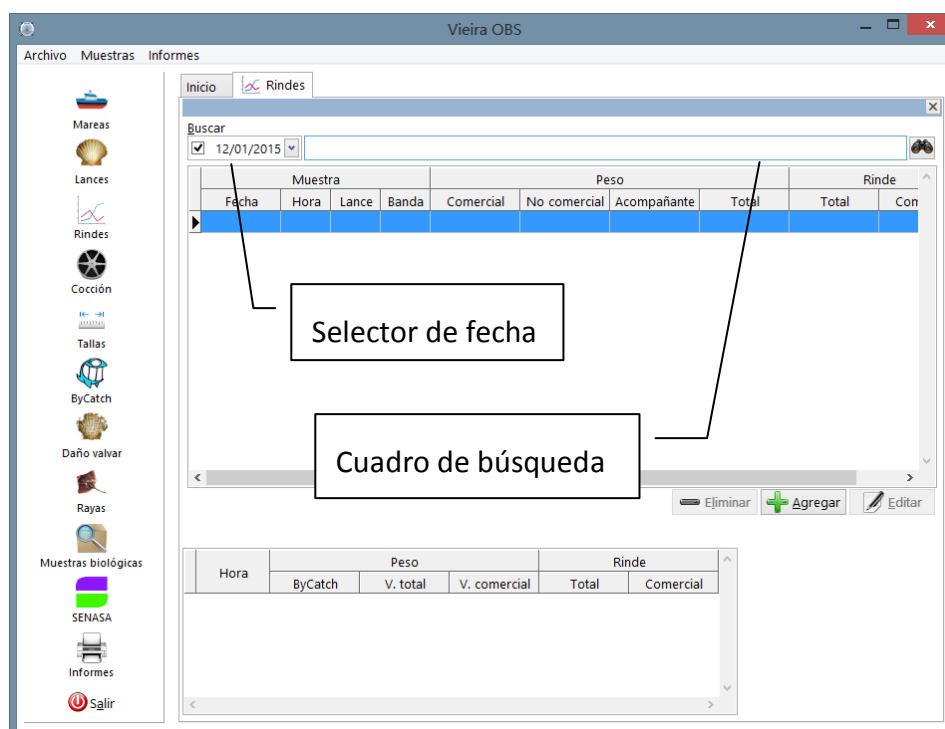 Vieira OBS
Archivo Muestras Informes
Mareas
Lances
Rindes
Cocción
Tallas
ByCatch
Daño valvar
Rayas
Muestras biológicas
SENASA
Informes
Salir
Inicio Rindes
Buscar
12/01/2015
Muestra Peso Rinde
Fecha Hora Lance Banda Comercial No comercial Acompañante Total Total Com
Selector de fecha
Cuadro de búsqueda
Eliminar Agregar Editar
Hora Peso Rinde
ByCatch V. total V. comercial Total Comercial